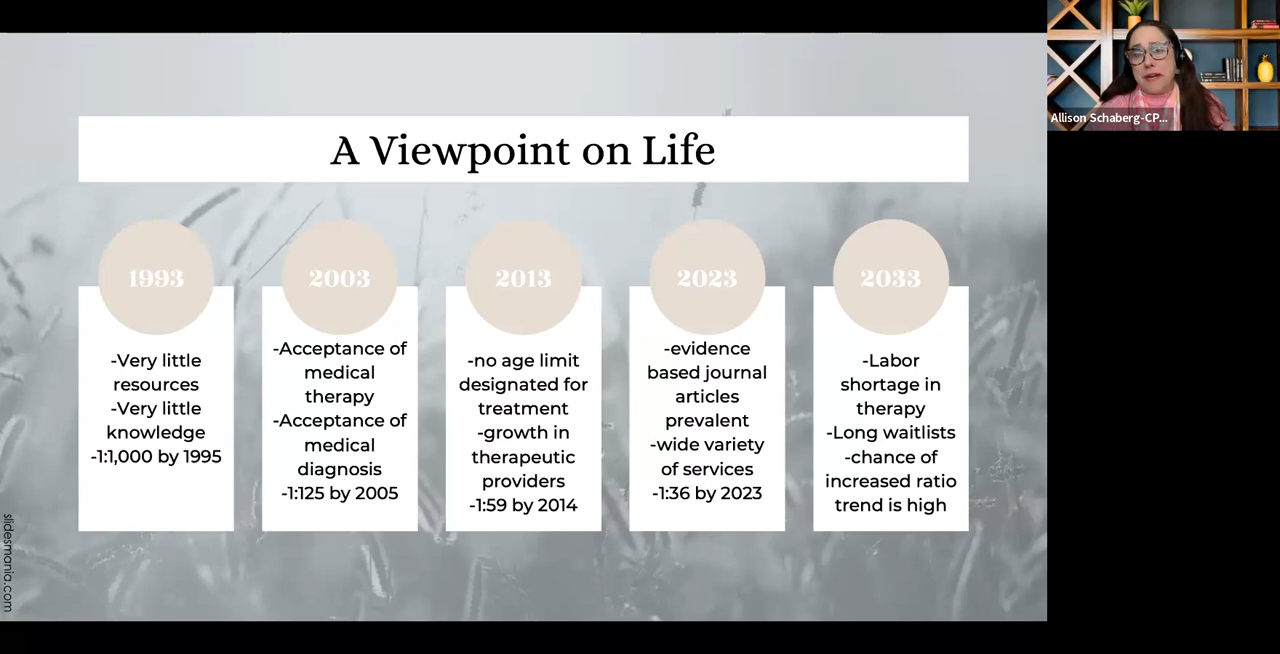 A Viewpoint on Life
Allison Schaberg-CP...
1993
-Very little
resources
-Very little
knowledge
-1:1,000 by 1995
2003
-Acceptance of
medical
therapy
-Acceptance of
medical
diagnosis
-1:125 by 2005
2013
-no age limit
designated for
treatment
-growth in
therapeutic
providers
-1:59 by 2014
2023
-evidence
based journal
articles
prevalent
-wide variety
of services
-1:36 by 2023
2033
-Labor
shortage in
therapy
-Long waitlists
-chance of
increased ratio
trend is high
slidesmania.com